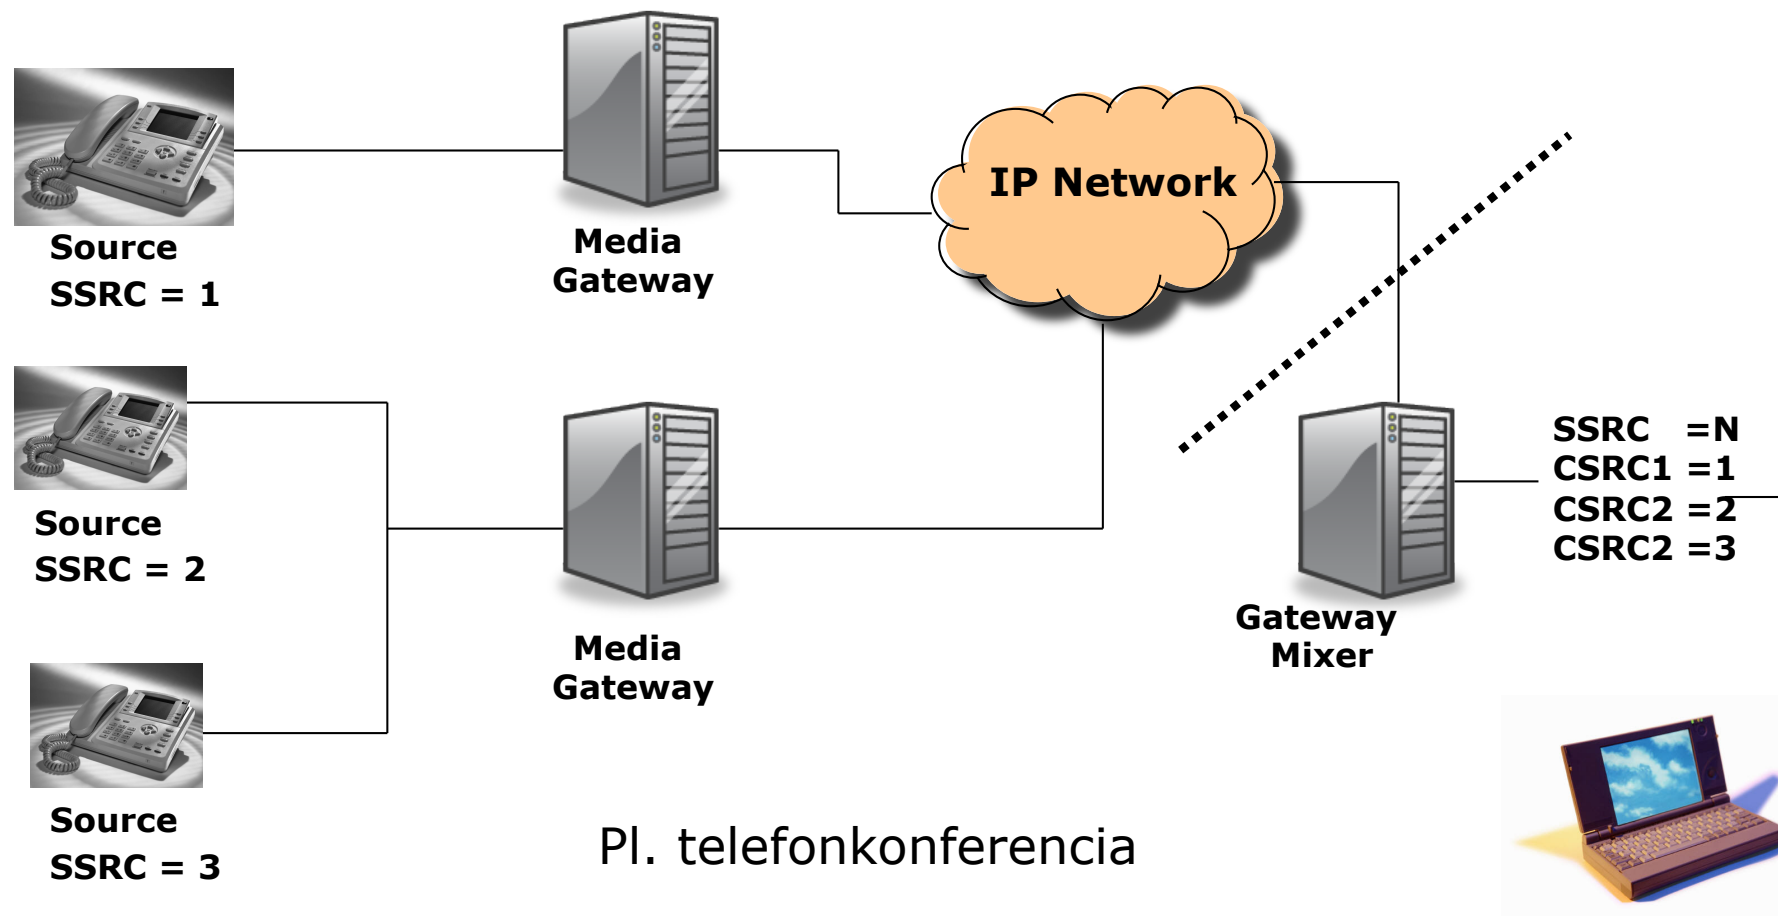 Source
SSRC = 1
Media
Gateway
IP Network
Source
SSRC = 2
Media
Gateway
Gateway
Mixer
SSRC =N
CSRC1 =1
CSRC2 =2
CSRC2 =3
Source
SSRC = 3
Pl. telefonkonferencia